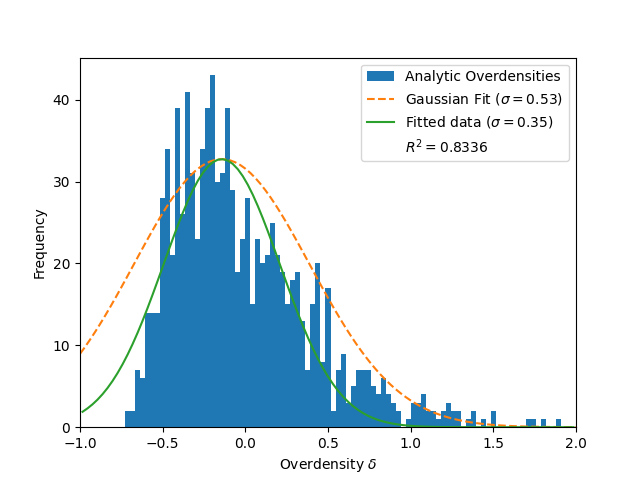 Analytic Overdensities
Gaussian Fit (σ = 0.53)
Fitted data (σ = 0.35)
R² = 0.8336
40
30
20
10
0
Frequency
−1.0 −0.5 0.0 0.5 1.0 1.5 2.0
Overdensity δ